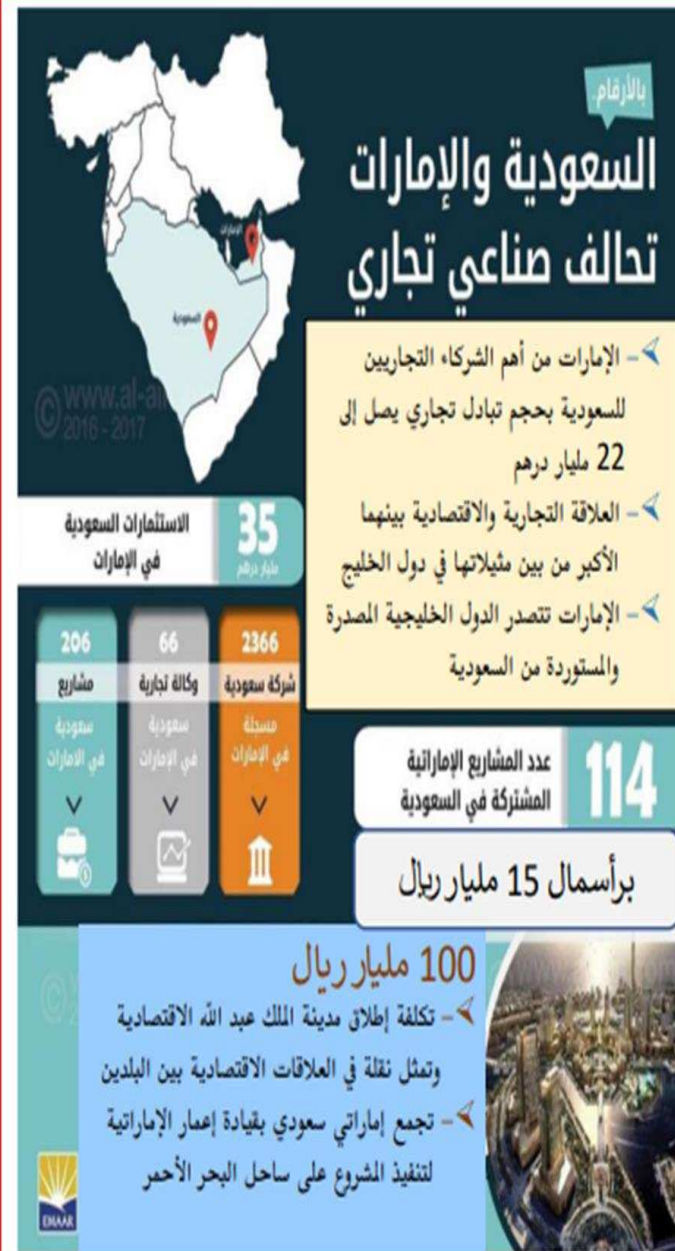 بالأرقام..
السعودية والإمارات
تحالف صناعي تجاري
الإمارات
السعودية
© www.al-ai
2016 - 2017
– الإمارات من أهم الشركاء التجاريين
للسعودية بحجم تبادل تجاري يصل إلى
22 مليار درهم
– العلاقة التجارية والاقتصادية بينهما
الأكبر من بين مثيلاتها في دول الخليج
– الإمارات تتصدر الدول الخليجية المصدرة
والمستوردة من السعودية
35
مليار درهم
الاستثمارات السعودية
في الإمارات
2366
شركة سعودية
مسجلة
في الإمارات
66
وكالة تجارية
سعودية
في الإمارات
206
مشاريع
سعودية
في الامارات
114
عدد المشاريع الإماراتية
المشتركة في السعودية
برأسمال 15 مليار ريال
100 مليار ريال
– تكلفة إطلاق مدينة الملك عبد الله الاقتصادية
وتمثل نقلة في العلاقات الاقتصادية بين البلدين
– تجمع إماراتي سعودي بقيادة إعمار الإماراتية
لتنفيذ المشروع على ساحل البحر الأحمر
EMAAR